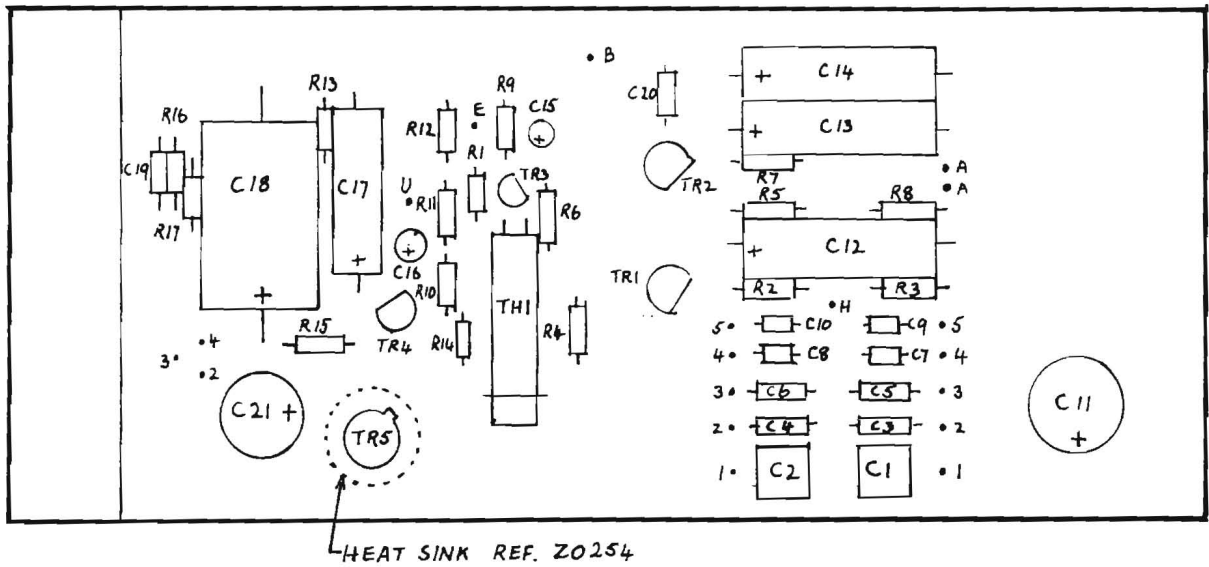 B
C14
R13
R9
C20
C15
R16
E
R12
C13
C19
C18
C17
R1
TR3
TR2
R7
A
U
A
R11
R6
R5
R8
R17
C12
C16
TR1
R10
TH1
R2
R3
H
R15
R14
R4
5
C10
C9
5
4
TR4
3
4
C8
C7
4
2
3
C6
C5
3
C21
TR5
2
C4
C3
2
C11
1
C2
C1
1
+
+
+
+
+
+
+
+
+
HEAT SINK REF. Z0254